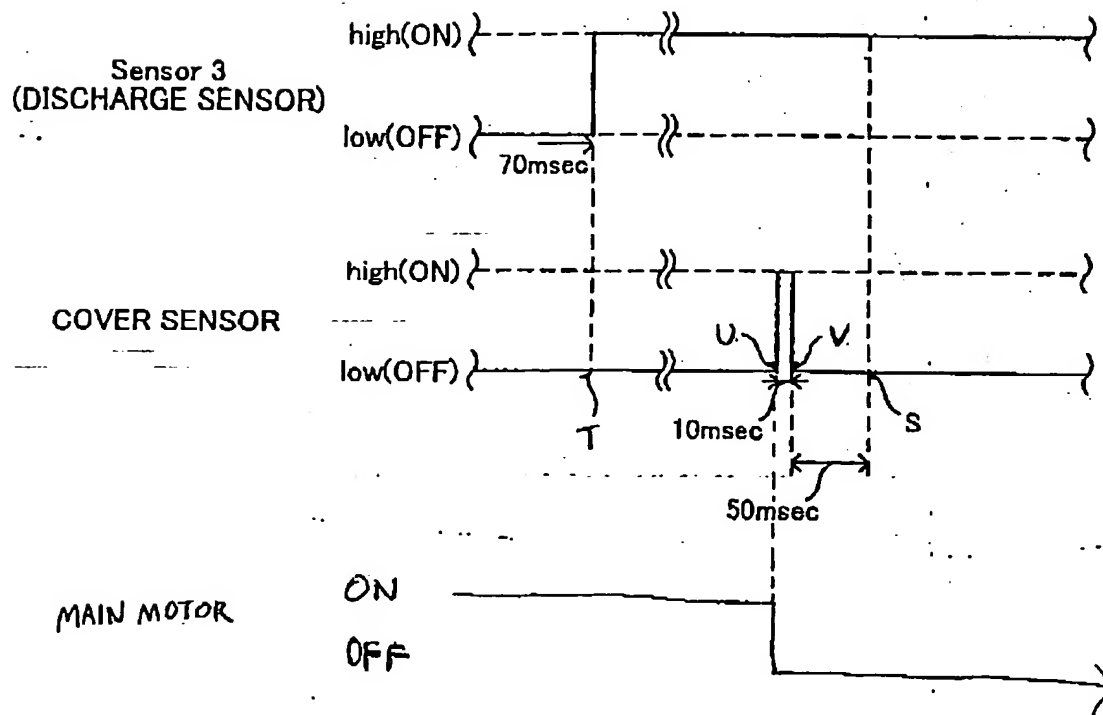 high(ON)
Sensor 3
(DISCHARGE SENSOR)
low(OFF)
70msec
high(ON)
COVER SENSOR
U.
V.
low(OFF)
T
10msec
S
50msec
MAIN MOTOR
ON
OFF